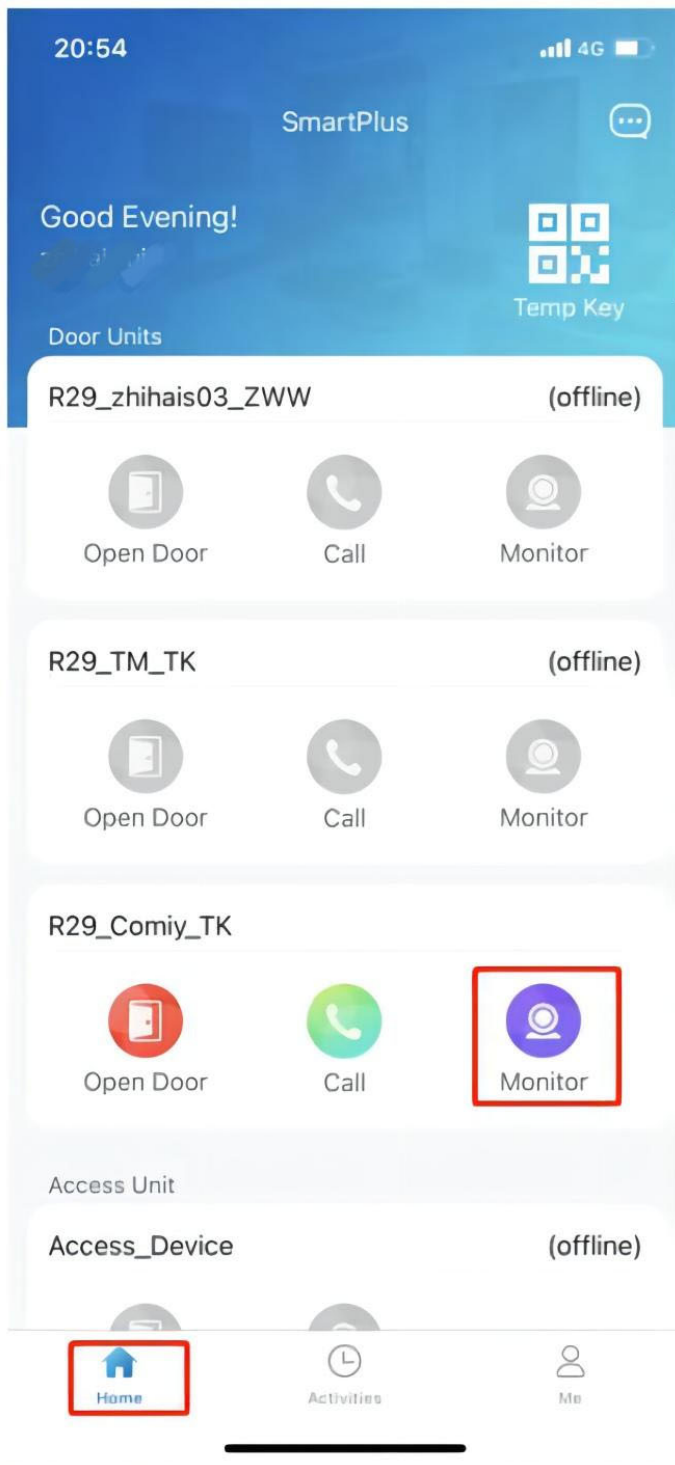 20:54 4G
SmartPlus
Good Evening!
Temp Key
Door Units
R29_zhihais03_ZWW (offline)
Open Door Call Monitor
R29_TM_TK (offline)
Open Door Call Monitor
R29_Comiy_TK
Open Door Call Monitor
Access Unit
Access_Device (offline)
Home Activities Me